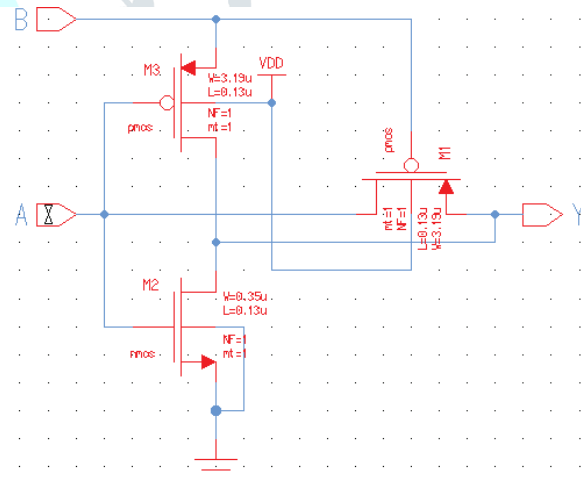 B
M3
VDD
W=3.19u
L=0.13u
NF=1
mt=1
pmos
pmos
M1
A
Y
mt=1
NF=1
L=0.13u
W=3.19u
M2
W=0.35u
L=0.13u
NF=1
mt=1
nmos